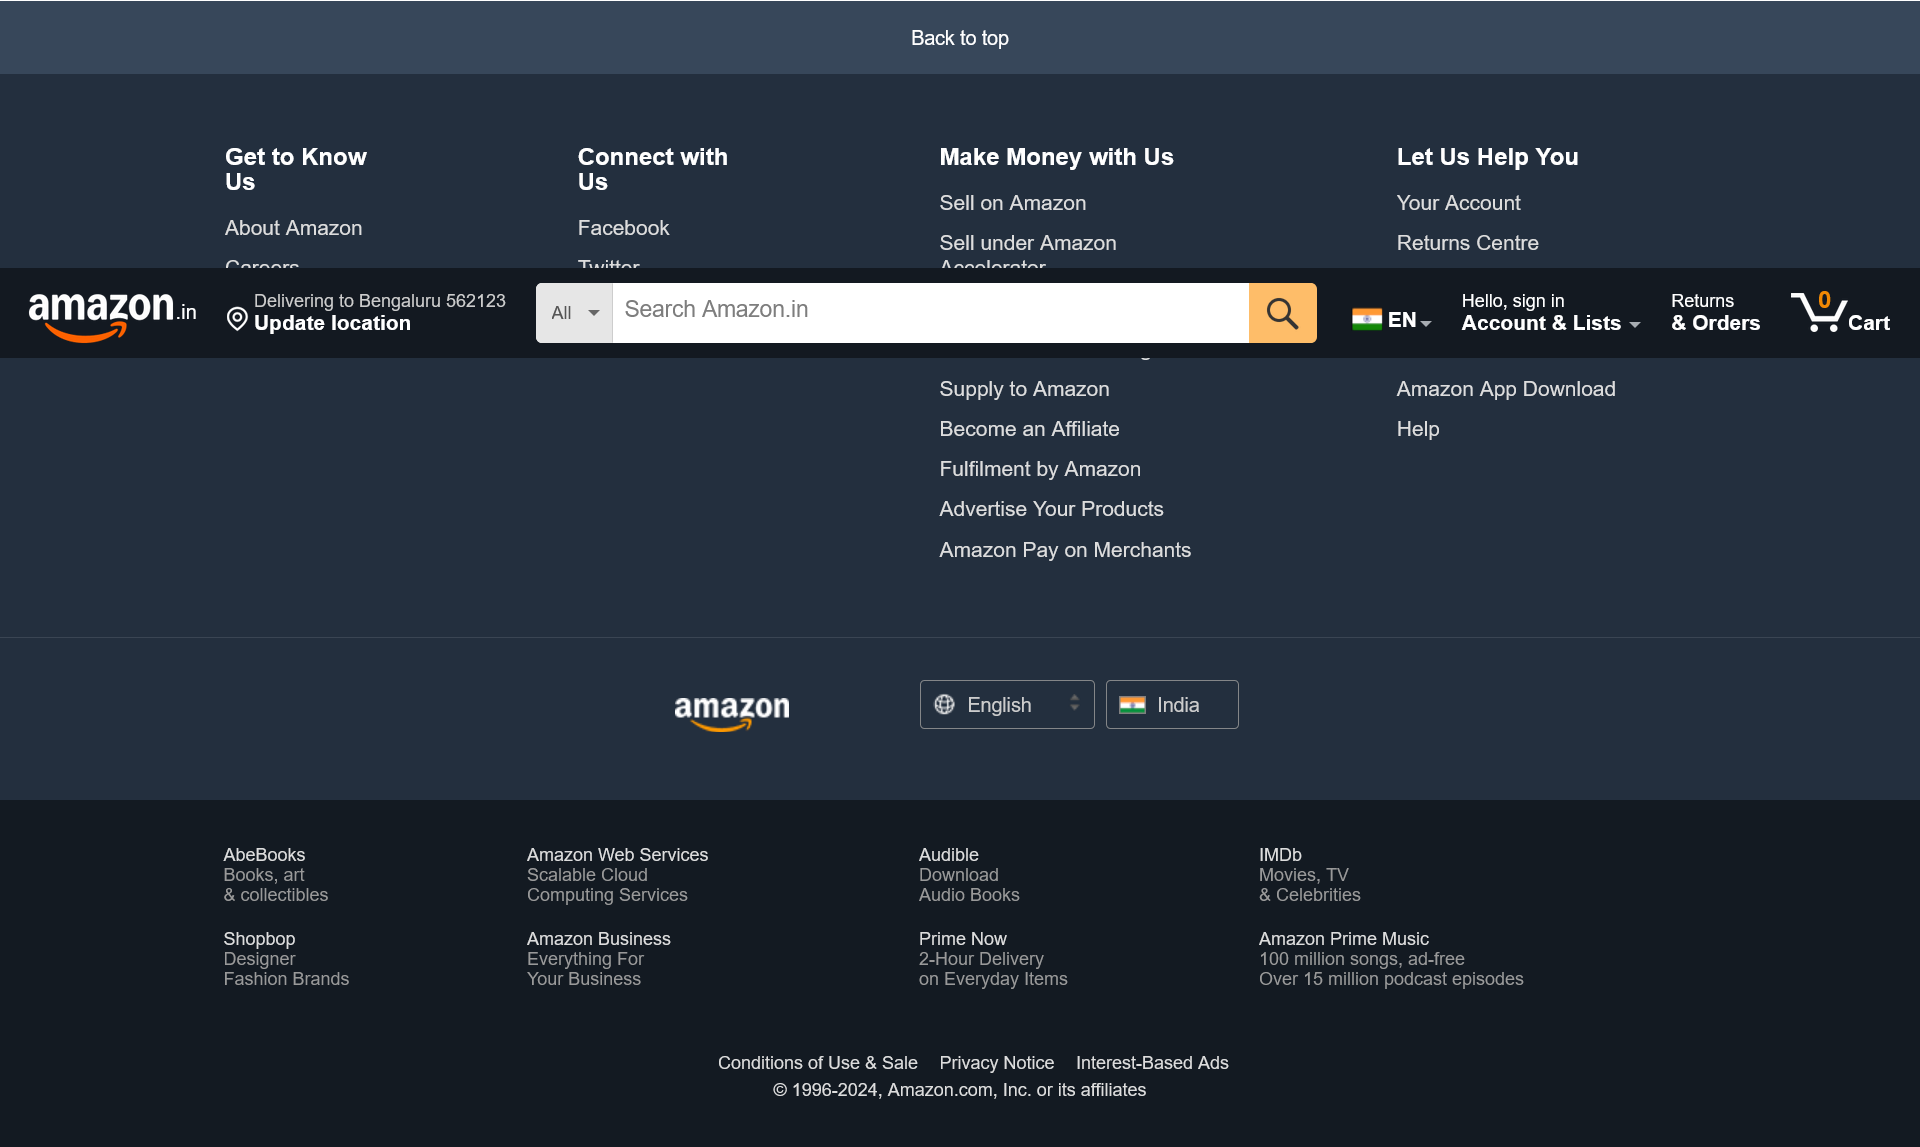 Back to top
Get to Know
Us
About Amazon
Careers
Connect with
Us
Facebook
Twitter
Make Money with Us
Sell on Amazon
Sell under Amazon
Accelerator
Let Us Help You
Your Account
Returns Centre
amazon.in
Delivering to Bengaluru 562123
Update location
All
Search Amazon.in
EN
Hello, sign in
Account & Lists
Returns
& Orders
0
Cart
Supply to Amazon
Become an Affiliate
Fulfilment by Amazon
Advertise Your Products
Amazon Pay on Merchants
Amazon App Download
Help
amazon
English
India
AbeBooks
Books, art
& collectibles
Amazon Web Services
Scalable Cloud
Computing Services
Audible
Download
Audio Books
IMDb
Movies, TV
& Celebrities
Shopbop
Designer
Fashion Brands
Amazon Business
Everything For
Your Business
Prime Now
2-Hour Delivery
on Everyday Items
Amazon Prime Music
100 million songs, ad-free
Over 15 million podcast episodes
Conditions of Use & Sale
Privacy Notice
Interest-Based Ads
© 1996-2024, Amazon.com, Inc. or its affiliates